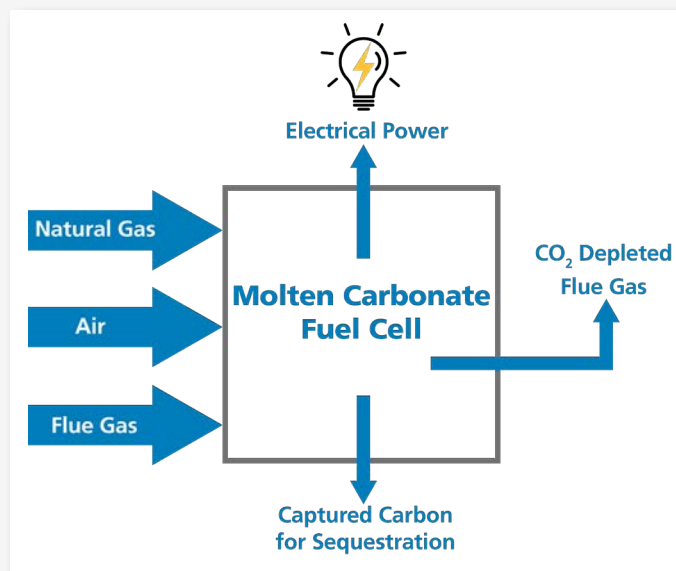 Electrical Power
Natural Gas
Air
Flue Gas
Molten Carbonate
Fuel Cell
CO₂ Depleted
Flue Gas
Captured Carbon
for Sequestration